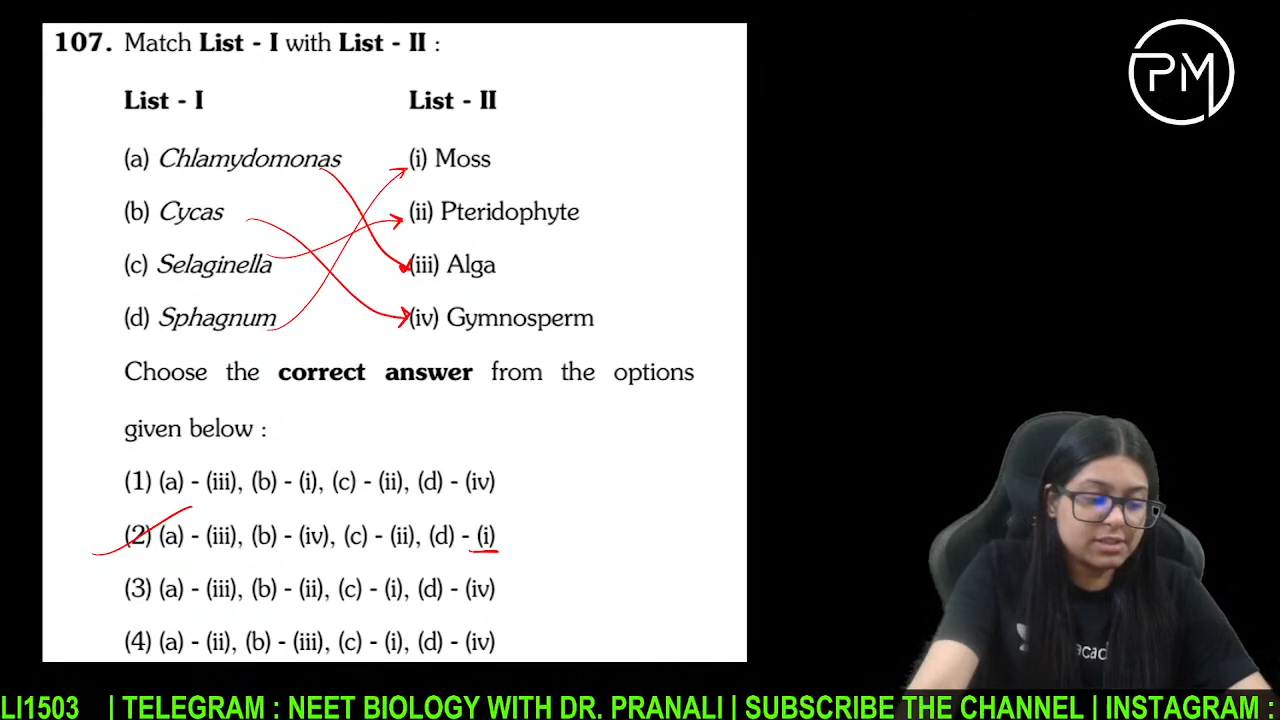 107. Match List - I with List - II :
List - I List - II
(a) Chlamydomonas (i) Moss
(b) Cycas (ii) Pteridophyte
(c) Selaginella (iii) Alga
(d) Sphagnum (iv) Gymnosperm
Choose the correct answer from the options
given below :
(1) (a) - (iii), (b) - (i), (c) - (ii), (d) - (iv)
(2) (a) - (iii), (b) - (iv), (c) - (ii), (d) - (i)
(3) (a) - (iii), (b) - (ii), (c) - (i), (d) - (iv)
(4) (a) - (ii), (b) - (iii), (c) - (i), (d) - (iv)
PM
acad
LI1503 | TELEGRAM : NEET BIOLOGY WITH DR. PRANALI | SUBSCRIBE THE CHANNEL | INSTAGRAM :